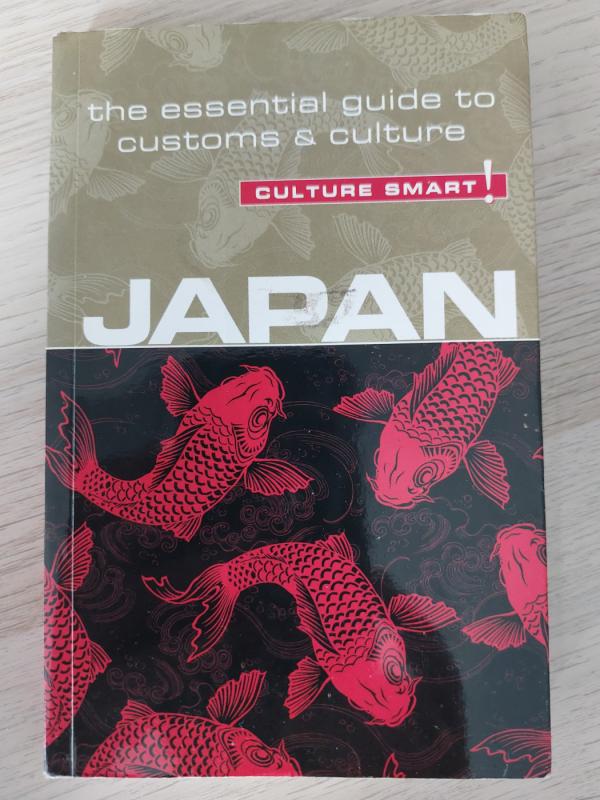 the essential guide to
customs & culture
CULTURE SMART!
JAPAN